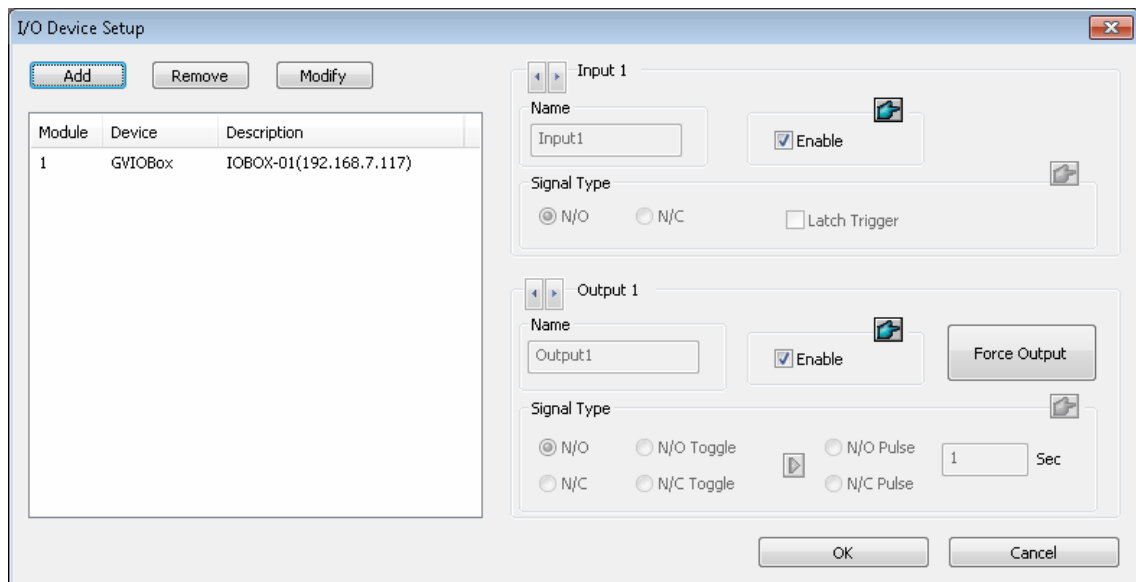 I/O Device Setup
Add Remove Modify
Module Device Description
1 GVIOBox IOBOX-01(192.168.7.117)
Input 1
Name
Input1
Enable
Signal Type
N/O N/C Latch Trigger
Output 1
Name
Output1
Enable
Force Output
Signal Type
N/O N/O Toggle N/O Pulse
1 Sec
N/C N/C Toggle N/C Pulse
OK Cancel